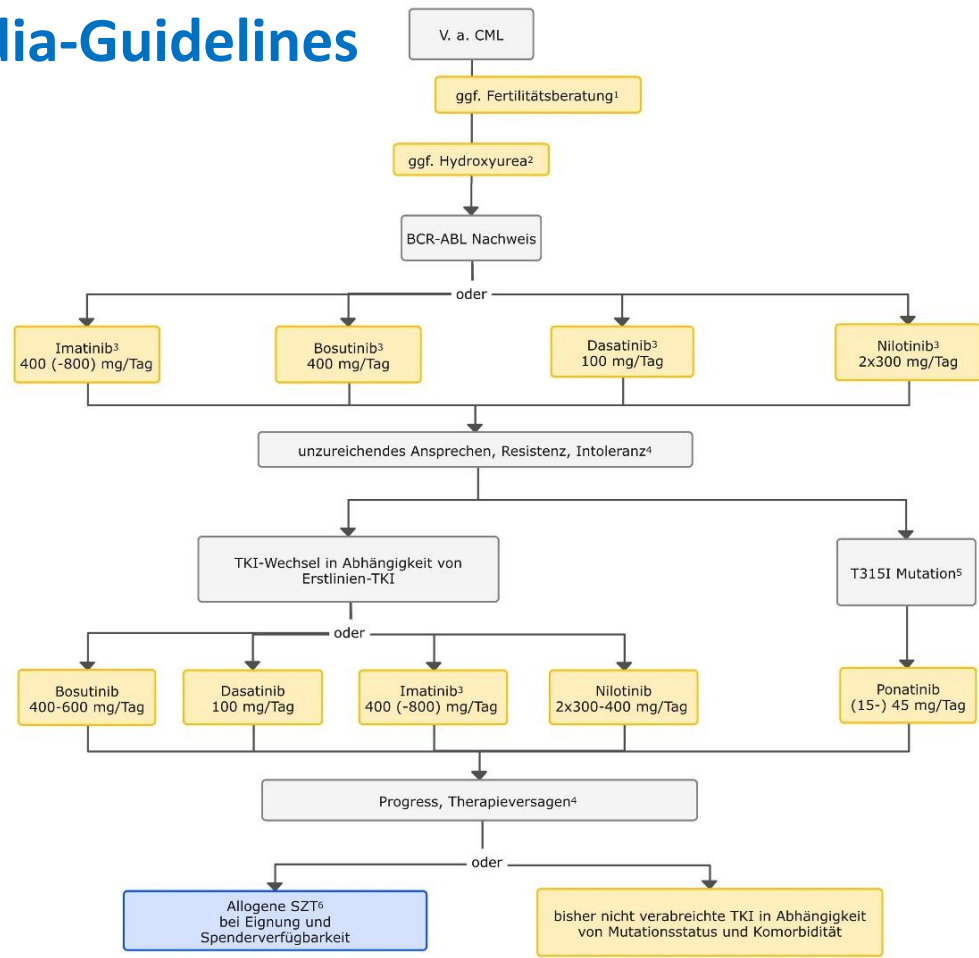 dia-Guidelines
V. a. CML
ggf. Fertilitätsberatung¹
ggf. Hydroxyurea²
BCR-ABL Nachweis
oder
Imatinib³
400 (-800) mg/Tag
Bosutinib³
400 mg/Tag
Dasatinib³
100 mg/Tag
Nilotinib³
2x300 mg/Tag
unzureichendes Ansprechen, Resistenz, Intoleranz⁴
TKI-Wechsel in Abhängigkeit von
Erstlinien-TKI
T315I Mutation⁵
oder
Bosutinib
400-600 mg/Tag
Dasatinib
100 mg/Tag
Imatinib³
400 (-800) mg/Tag
Nilotinib
2x300-400 mg/Tag
Ponatinib
(15-) 45 mg/Tag
Progress, Therapieversagen⁴
oder
Allogene SZT⁶
bei Eignung und
Spenderverfügbarkeit
bisher nicht verabreichte TKI in Abhängigkeit
von Mutationsstatus und Komorbidität